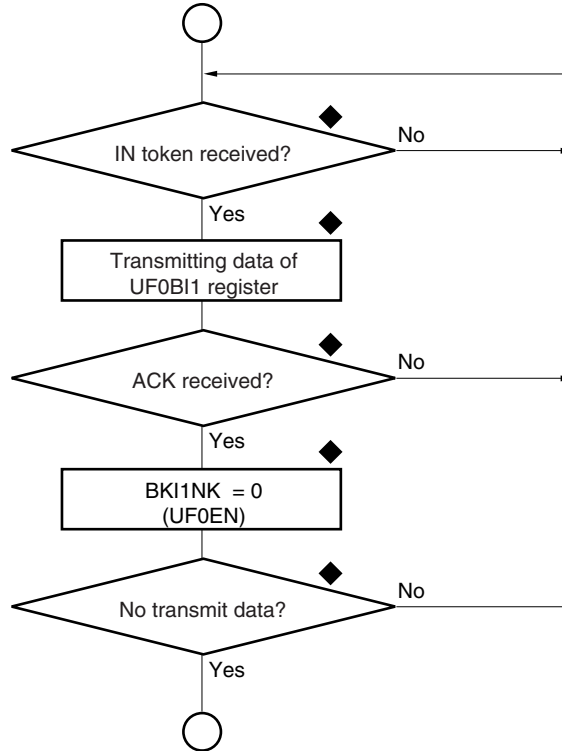 IN token received?
No
Yes
Transmitting data of
UF0BI1 register
ACK received?
No
Yes
BKI1NK = 0
(UF0EN)
No transmit data?
No
Yes